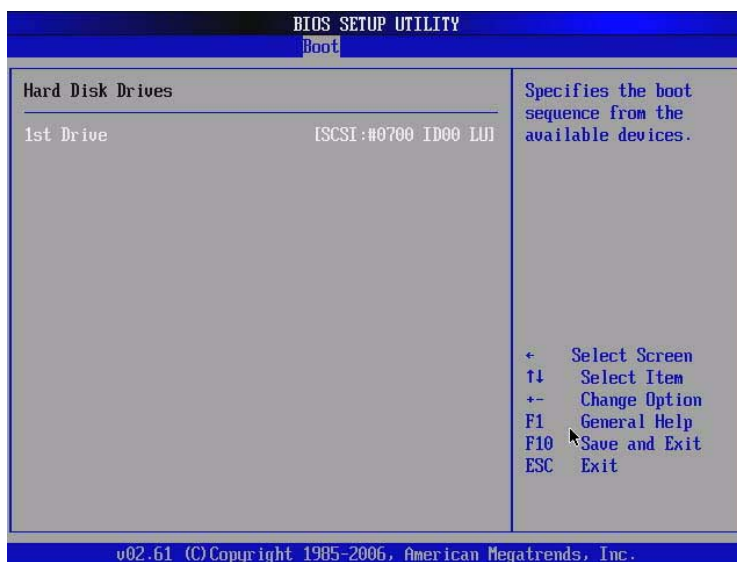 BIOS SETUP UTILITY
Boot
Hard Disk Drives
1st Drive [SCSI:#0700 ID00 LU]
Specifies the boot
sequence from the
available devices.
← Select Screen
↑↓ Select Item
+- Change Option
F1 General Help
F10 Save and Exit
ESC Exit
v02.61 (C)Copyright 1985-2006, American Megatrends, Inc.